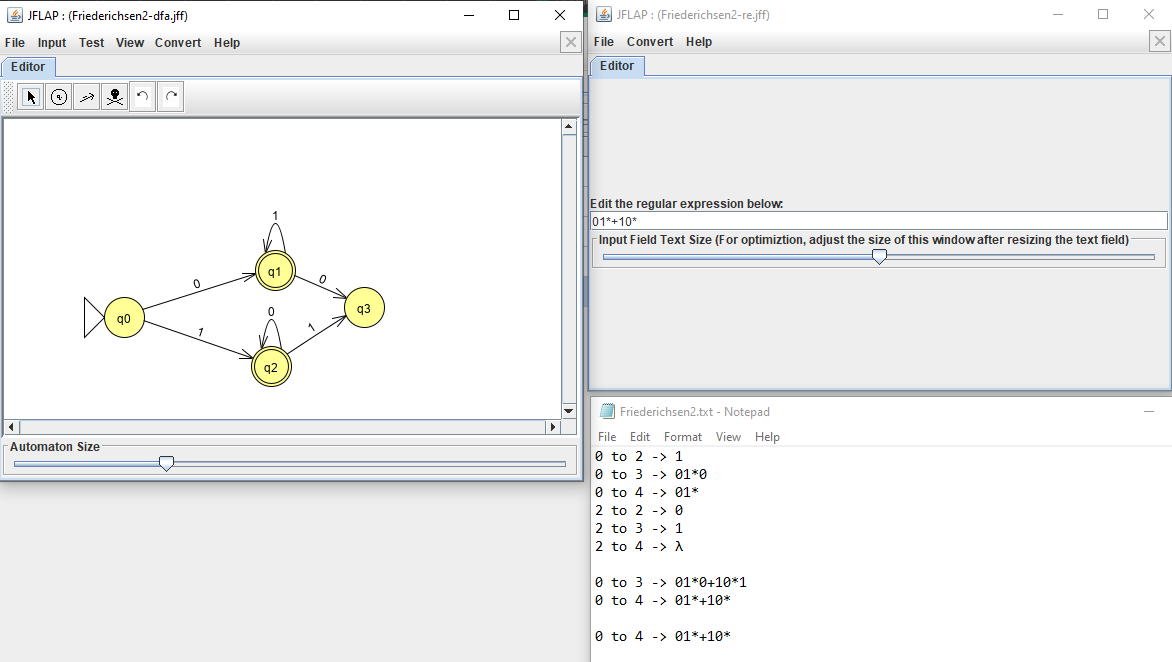 JFLAP : (Friederichsen2-dfa.jff)
File Input Test View Convert Help
Editor
1
q1
0
0
q3
q0
0
1
1
q2
Automaton Size
JFLAP : (Friederichsen2-re.jff)
File Convert Help
Editor
Edit the regular expression below:
01*+10*
Input Field Text Size (For optimiztion, adjust the size of this window after resizing the text field)
Friederichsen2.txt - Notepad
File Edit Format View Help
0 to 2 -> 1
0 to 3 -> 01*0
0 to 4 -> 01*
2 to 2 -> 0
2 to 3 -> 1
2 to 4 -> λ
0 to 3 -> 01*0+10*1
0 to 4 -> 01*+10*
0 to 4 -> 01*+10*